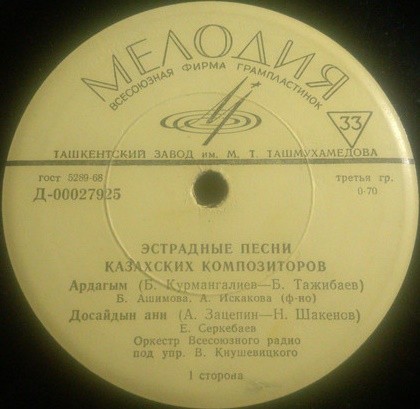 МЕЛОДИЯ
ВСЕСОЮЗНАЯ ФИРМА ГРАМПЛАСТИНОК
33
ТАШКЕНТСКИЙ ЗАВОД им. М. Т. ТАШМУХАМЕДОВА
гост 5289-68
третья гр.
Д-00027925
0-70
ЭСТРАДНЫЕ ПЕСНИ
КАЗАХСКИХ КОМПОЗИТОРОВ
Ардагым (Б. Курмангалиев—Б. Тажибаев)
Б. Ашимова, А. Искакова (ф-но)
Досайдын ани (А. Зацепин—Н. Шакенов)
Е. Серкебаев
Оркестр Всесоюзного радио
под упр. В. Кнушевицкого
1 сторона